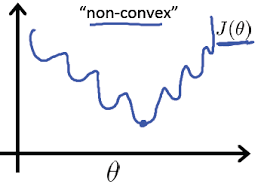 “non-convex”
J(θ)
θ